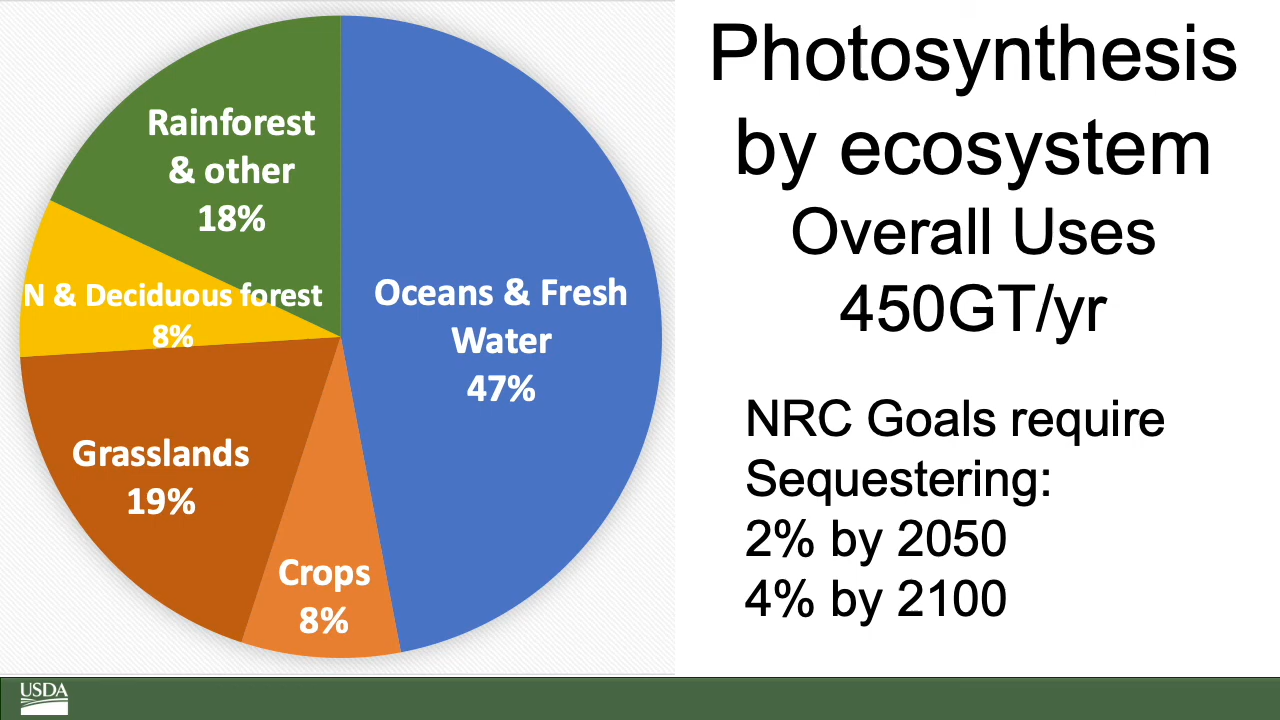 Photosynthesis
by ecosystem
Overall Uses
450GT/yr
NRC Goals require
Sequestering:
2% by 2050
4% by 2100
Rainforest
& other
18%
N & Deciduous forest
8%
Oceans & Fresh
Water
47%
Grasslands
19%
Crops
8%
USDA